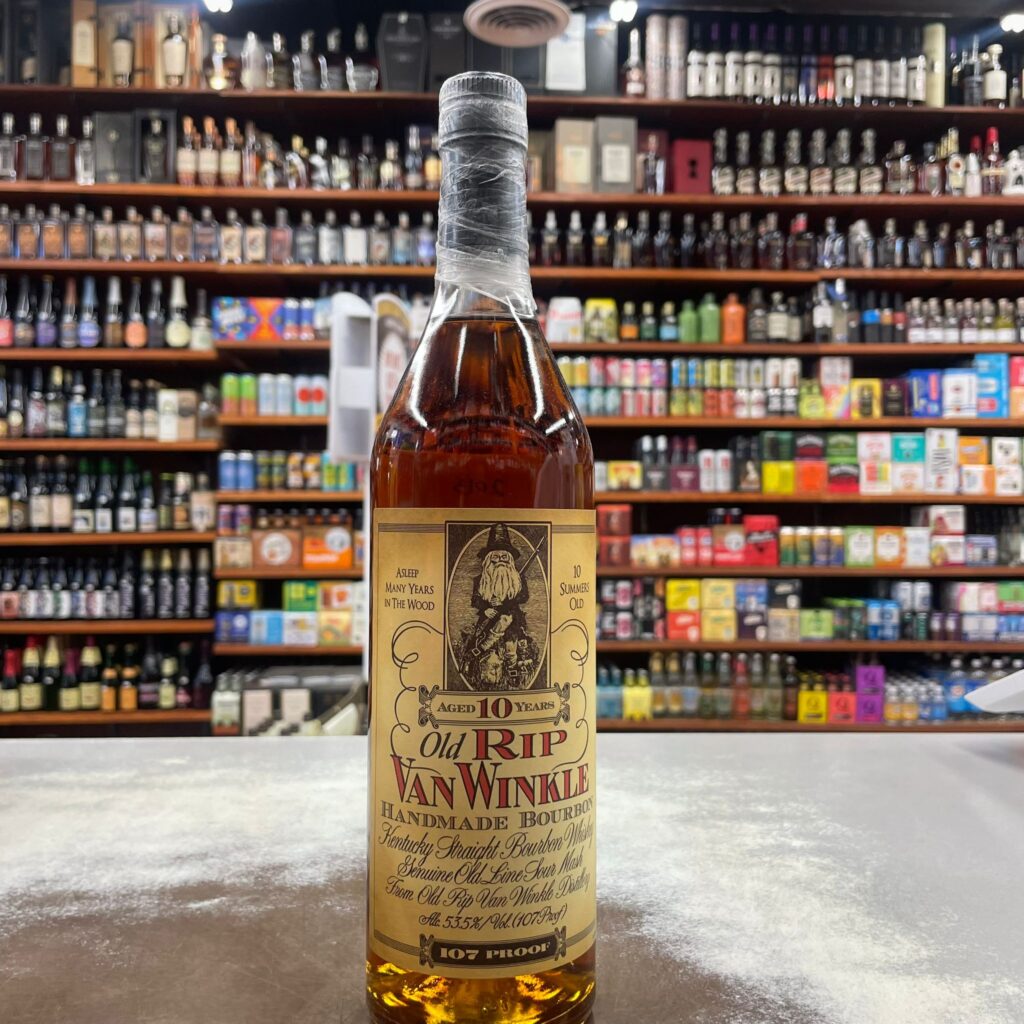 ASLEEP
MANY YEARS
IN THE WOOD
10
SUMMERS
OLD
AGED 10 YEARS
Old RIP
VAN WINKLE
HANDMADE BOURBON
Kentucky Straight Bourbon Whisky
Genuine Old Line Sour Mash
From Old Rip Van Winkle Distillery
Alc. 53.5% / Vol. (107 Proof)
107 PROOF